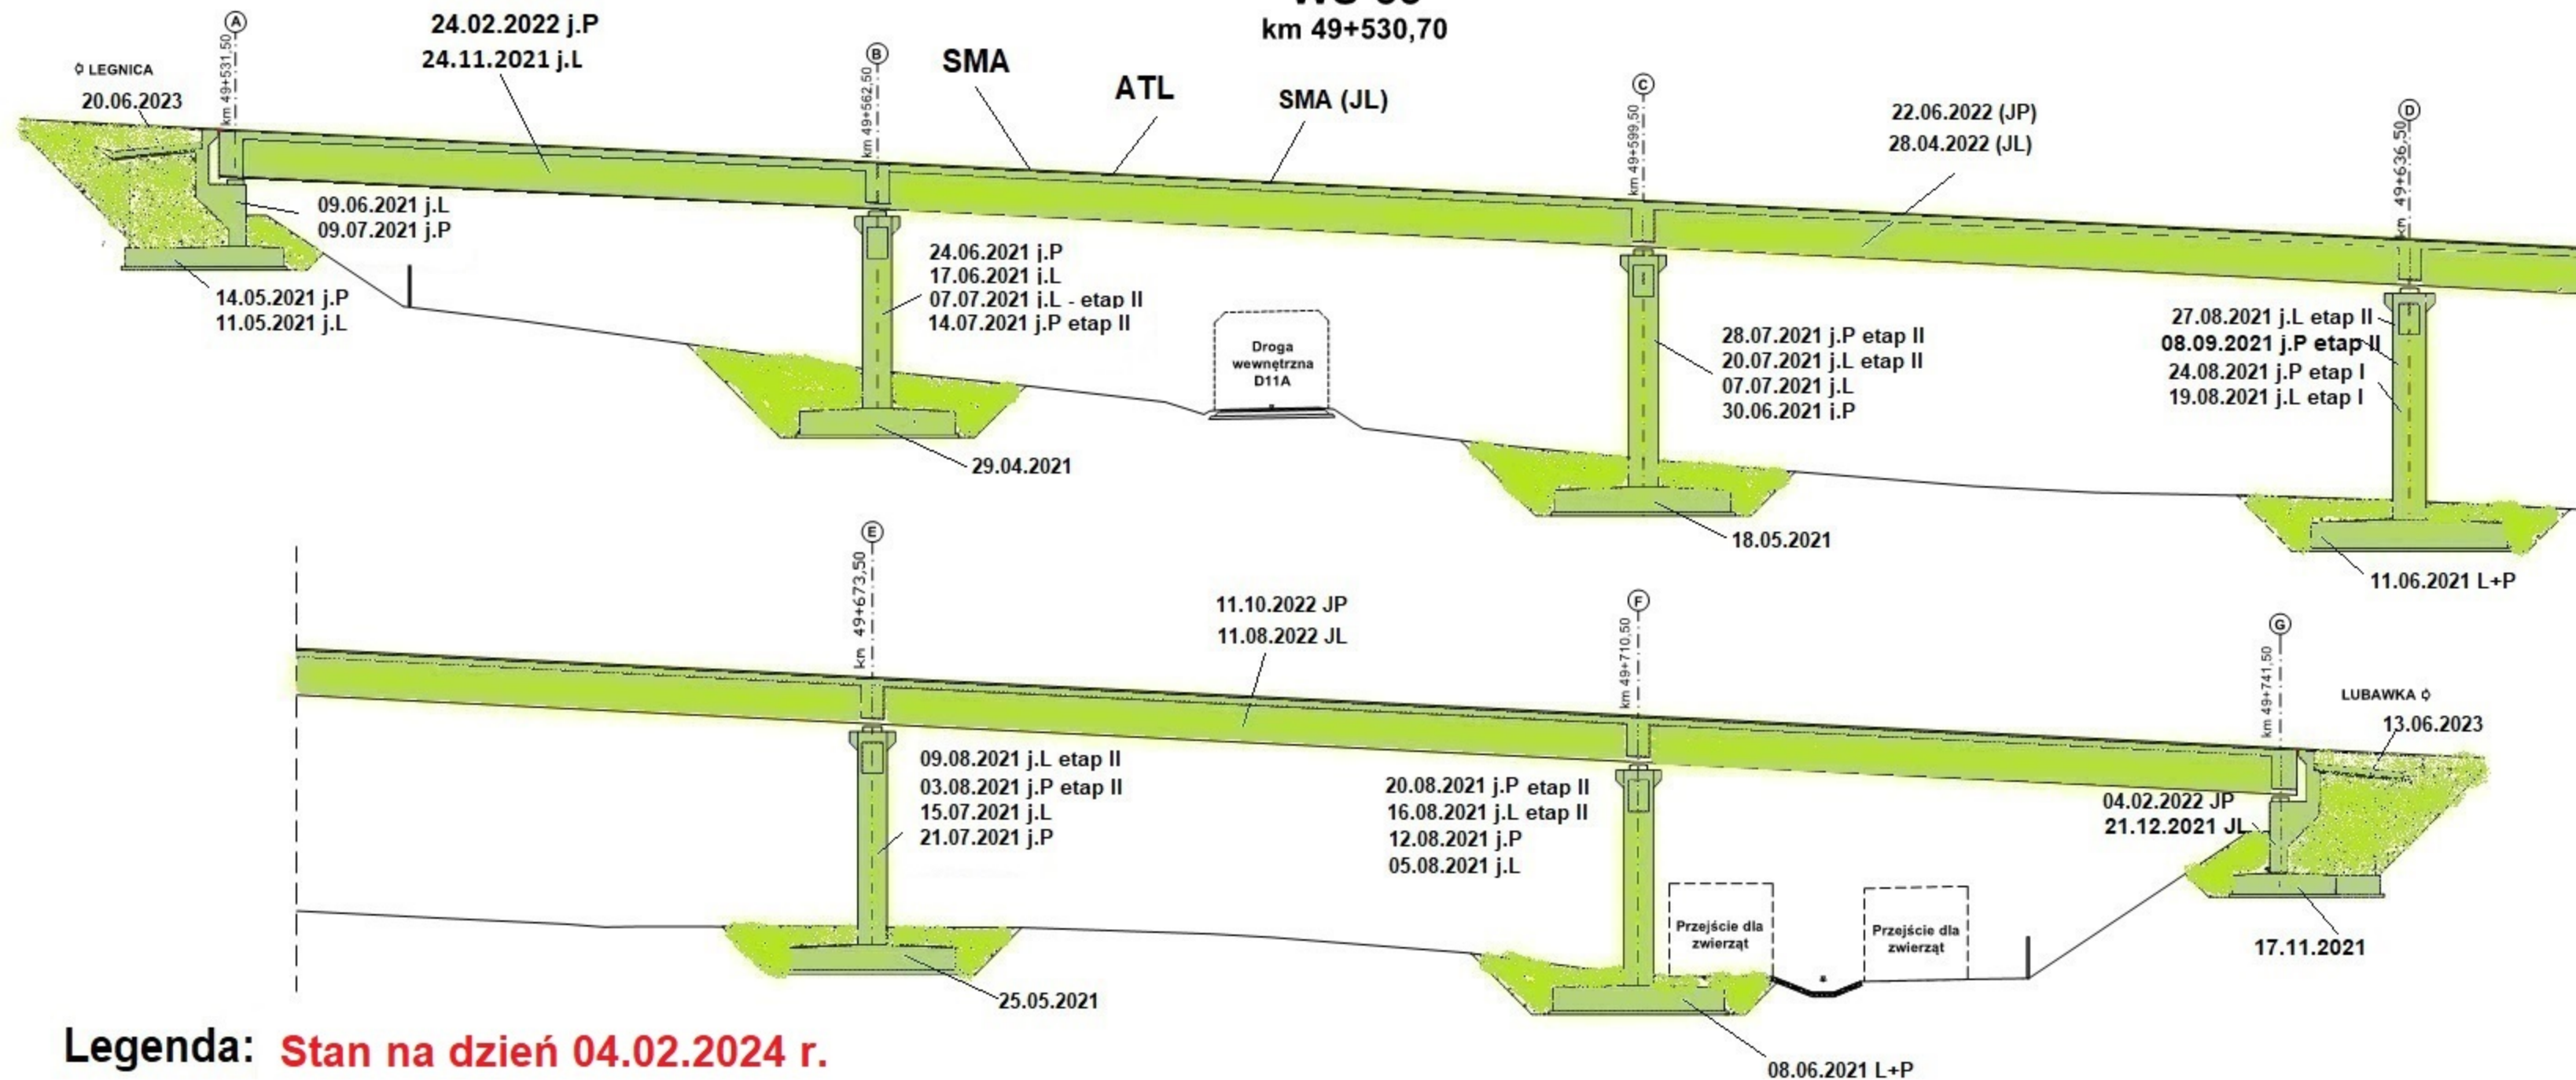 km 49+530,70
A
km 49+531,50
LEGNICA
20.06.2023
24.02.2022 j.P
24.11.2021 j.L
B
km 49+562,50
SMA
ATL
SMA (JL)
C
km 49+599,50
22.06.2022 (JP)
28.04.2022 (JL)
D
km 49+636,50
09.06.2021 j.L
09.07.2021 j.P
14.05.2021 j.P
11.05.2021 j.L
24.06.2021 j.P
17.06.2021 j.L
07.07.2021 j.L - etap II
14.07.2021 j.P etap II
29.04.2021
Droga
wewnętrzna
D11A
28.07.2021 j.P etap II
20.07.2021 j.L etap II
07.07.2021 j.L
30.06.2021 j.P
18.05.2021
27.08.2021 j.L etap II
08.09.2021 j.P etap II
24.08.2021 j.P etap I
19.08.2021 j.L etap I
11.06.2021 L+P
E
km 49+673,50
11.10.2022 JP
11.08.2022 JL
F
km 49+710,50
G
km 49+741,50
LUBAWKA
13.06.2023
09.08.2021 j.L etap II
03.08.2021 j.P etap II
15.07.2021 j.L
21.07.2021 j.P
25.05.2021
20.08.2021 j.P etap II
16.08.2021 j.L etap II
12.08.2021 j.P
05.08.2021 j.L
08.06.2021 L+P
Przejście dla
zwierząt
Przejście dla
zwierząt
04.02.2022 JP
21.12.2021 JL
17.11.2021
Legenda: Stan na dzień 04.02.2024 r.